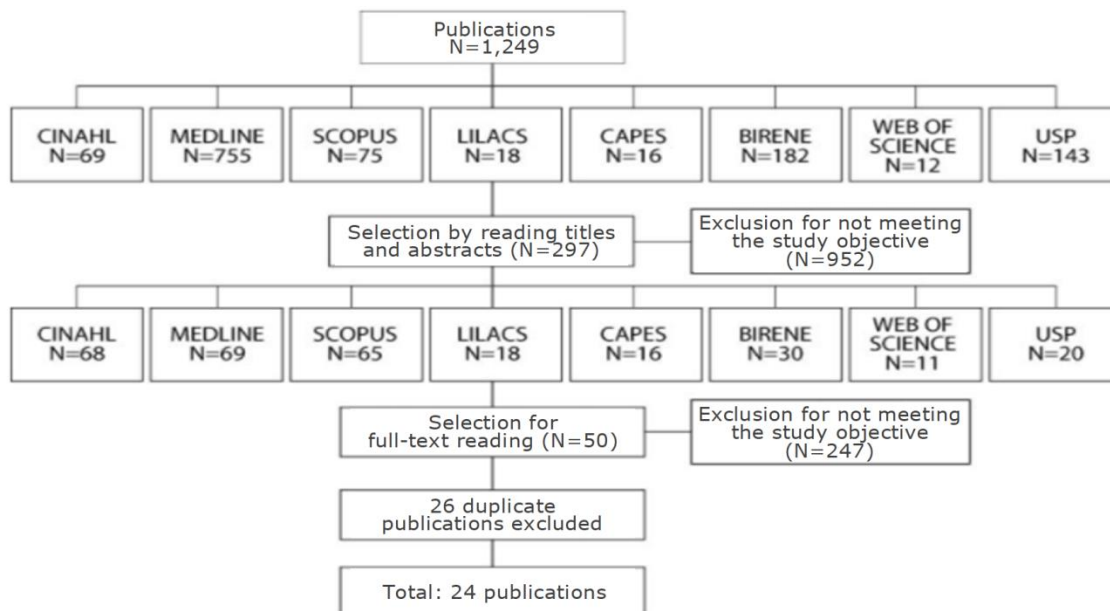 Publications
N=1,249
CINAHL
N=69
MEDLINE
N=755
SCOPUS
N=75
LILACS
N=18
CAPES
N=16
BIRENE
N=182
WEB OF
SCIENCE
N=12
USP
N=143
Selection by reading titles
and abstracts (N=297)
Exclusion for not meeting
the study objective
(N=952)
CINAHL
N=68
MEDLINE
N=69
SCOPUS
N=65
LILACS
N=18
CAPES
N=16
BIRENE
N=30
WEB OF
SCIENCE
N=11
USP
N=20
Selection for
full-text reading (N=50)
Exclusion for not meeting
the study objective
(N=247)
26 duplicate
publications excluded
Total: 24 publications